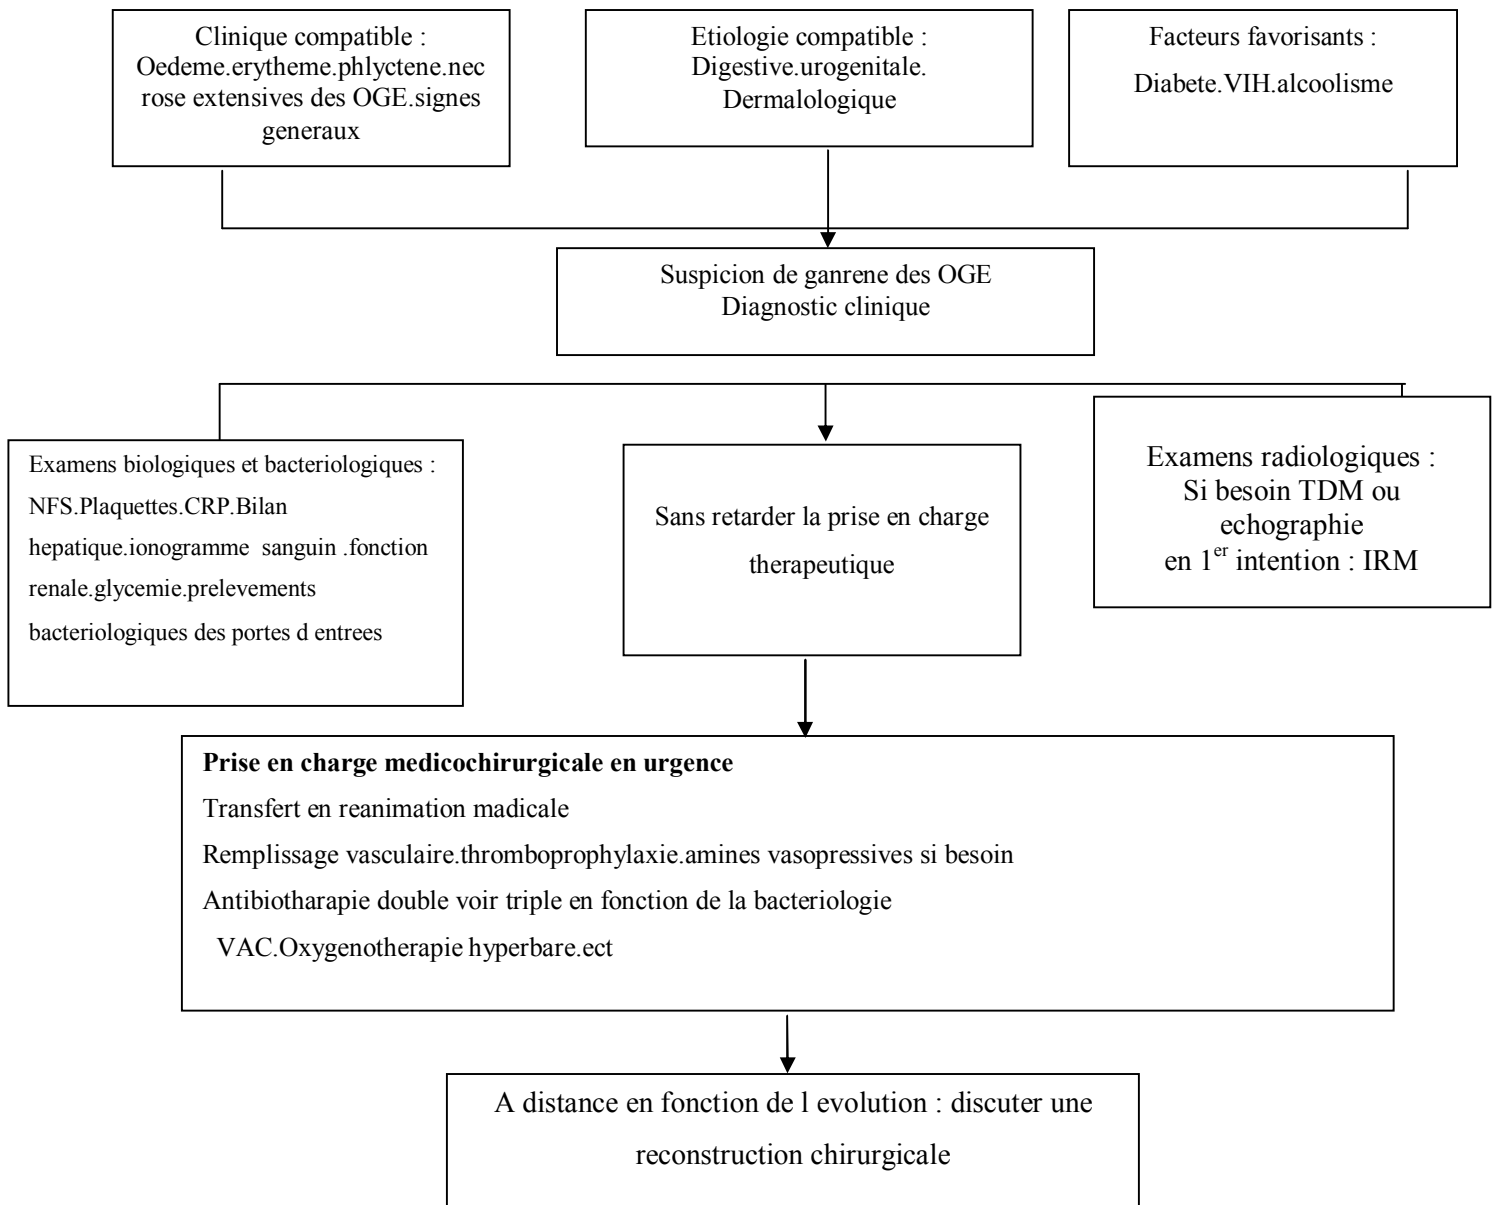 Clinique compatible :
Oedeme.erytheme.phlyctene.nec
rose extensives des OGE.signes
generaux
Etiologie compatible :
Digestive.urogenitale.
Dermalologique
Facteurs favorisants :
Diabete.VIH.alcoolisme
Suspicion de ganrene des OGE
Diagnostic clinique
Examens biologiques et bacteriologiques :
NFS.Plaquettes.CRP.Bilan
hepatique.ionogramme sanguin .fonction
renale.glycemie.prelevements
bacteriologiques des portes d entrees
Sans retarder la prise en charge
therapeutique
Examens radiologiques :
Si besoin TDM ou
echographie
en 1er intention : IRM
Prise en charge medicochirurgicale en urgence
Transfert en reanimation madicale
Remplissage vasculaire.thromboprophylaxie.amines vasopressives si besoin
Antibiotharapie double voir triple en fonction de la bacteriologie
VAC.Oxygenotherapie hyperbare.ect
A distance en fonction de l evolution : discuter une
reconstruction chirurgicale